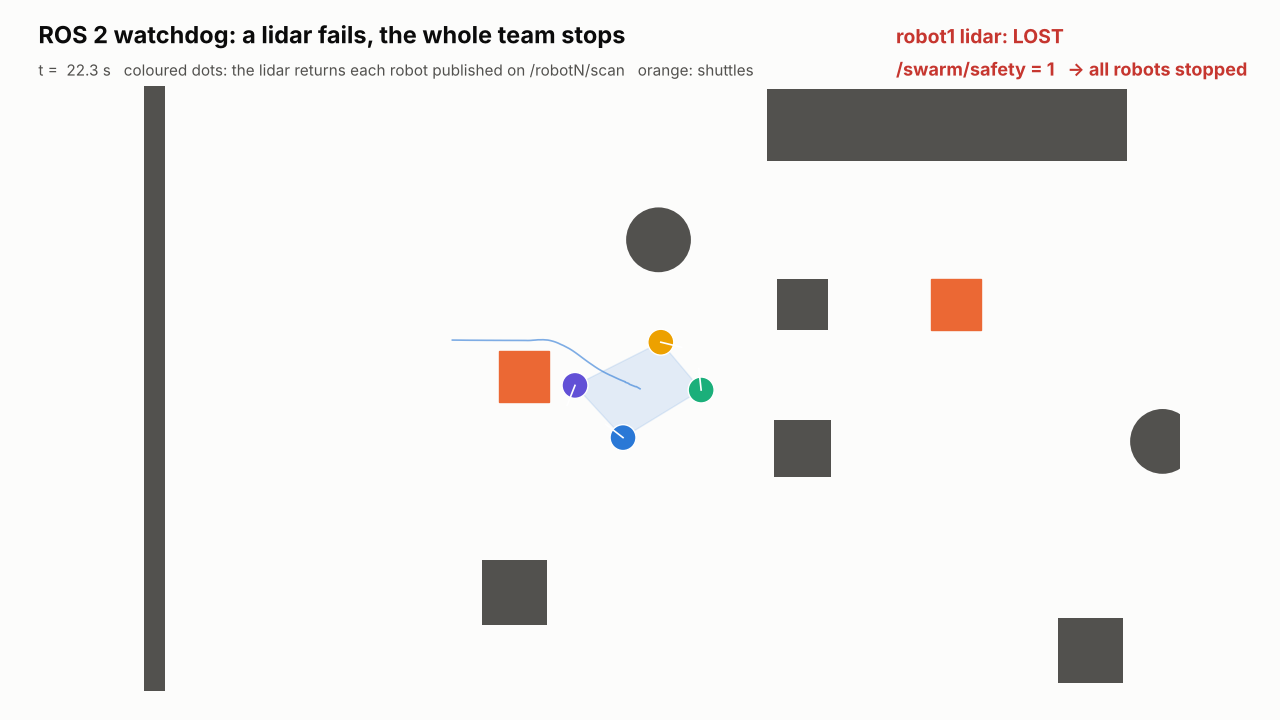 ROS 2 watchdog: a lidar fails, the whole team stops
robot1 lidar: LOST
t = 22.3 s coloured dots: the lidar returns each robot published on /robotN/scan orange: shuttles
/swarm/safety = 1 → all robots stopped